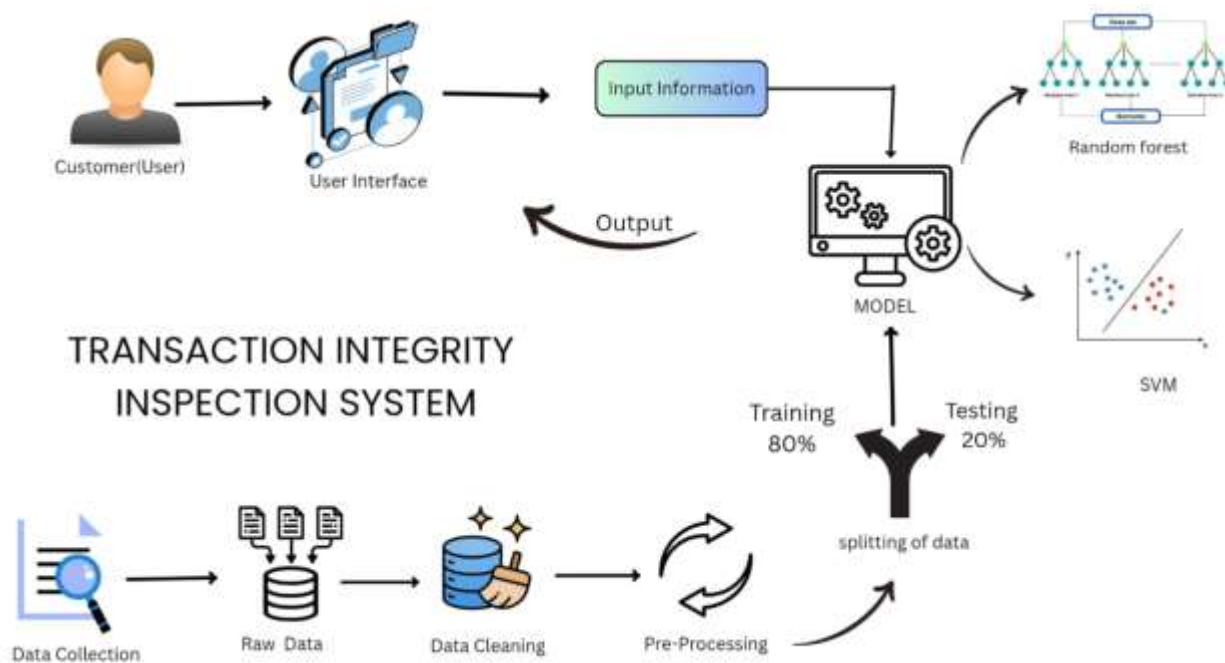 Customer(User)
User Interface
Input Information
Random forest
Output
MODEL
y
x
SVM
TRANSACTION INTEGRITY
INSPECTION SYSTEM
Training
80%
Testing
20%
splitting of data
Data Collection
Raw Data
Data Cleaning
Pre-Processing